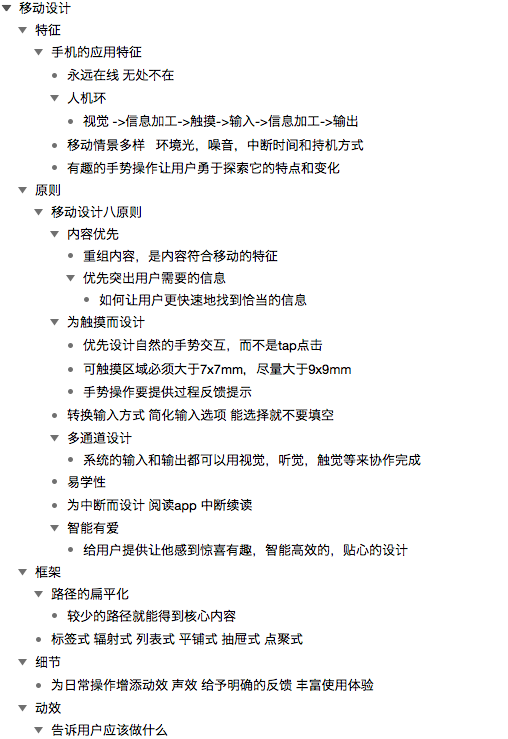 移动设计
特征
手机的应用特征
永远在线 无处不在
人机环
视觉 ->信息加工->触摸->输入->信息加工->输出
移动情景多样 环境光，噪音，中断时间和持机方式
有趣的手势操作让用户勇于探索它的特点和变化
原则
移动设计八原则
内容优先
重组内容，是内容符合移动的特征
优先突出用户需要的信息
如何让用户更快速地找到恰当的信息
为触摸而设计
优先设计自然的手势交互，而不是tap点击
可触摸区域必须大于7x7mm，尽量大于9x9mm
手势操作要提供过程反馈提示
转换输入方式 简化输入选项 能选择就不要填空
多通道设计
系统的输入和输出都可以用视觉，听觉，触觉等来协作完成
易学性
为中断而设计 阅读app 中断续读
智能有爱
给用户提供让他感到惊喜有趣，智能高效的，贴心的设计
框架
路径的扁平化
较少的路径就能得到核心内容
标签式 辐射式 列表式 平铺式 抽屉式 点聚式
细节
为日常操作增添动效 声效 给予明确的反馈 丰富使用体验
动效
告诉用户应该做什么